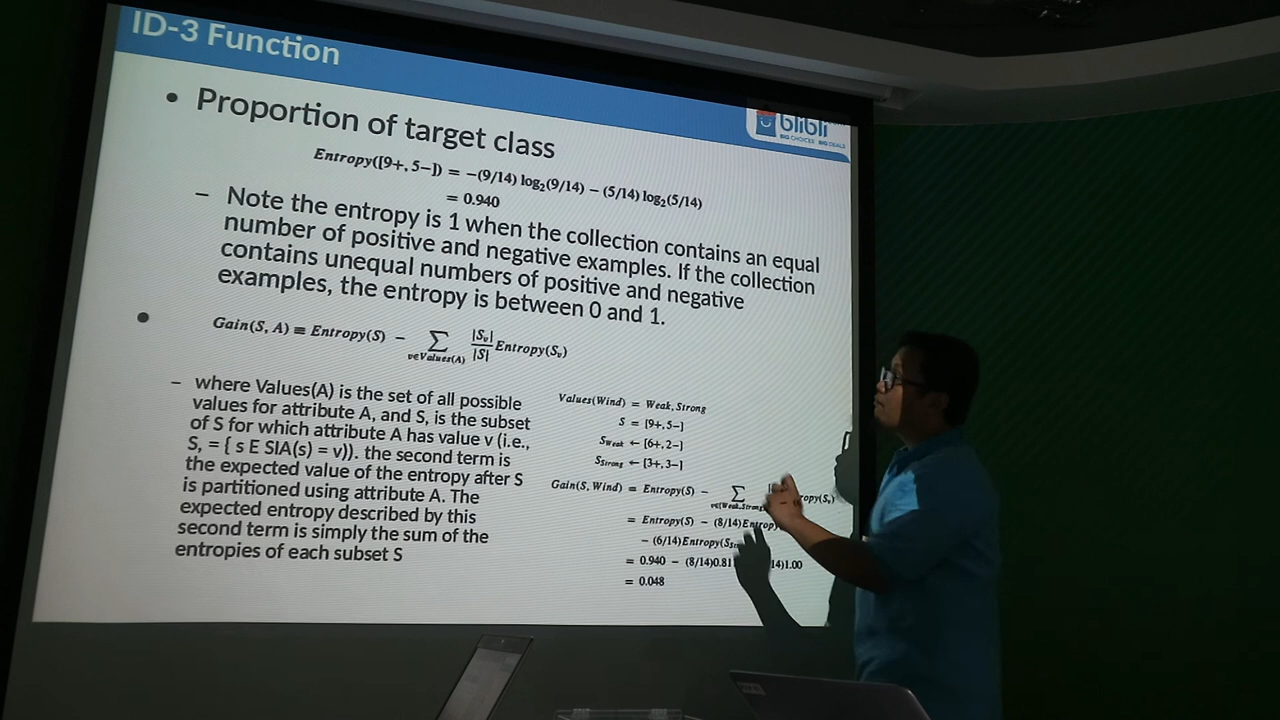 ID-3 Function
blibli
BIG CHOICES BIG DEALS
• Proportion of target class
Entropy([9+, 5−]) = −(9/14) log₂(9/14) − (5/14) log₂(5/14)
= 0.940
– Note the entropy is 1 when the collection contains an equal
number of positive and negative examples. If the collection
contains unequal numbers of positive and negative
examples, the entropy is between 0 and 1.
• Gain(S, A) ≡ Entropy(S) − ∑ v∈Values(A) |Sᵥ|/|S| Entropy(Sᵥ)
– where Values(A) is the set of all possible
values for attribute A, and S, is the subset
of S for which attribute A has value v (i.e.,
S, = { s E SIA(s) = v)). the second term is
the expected value of the entropy after S
is partitioned using attribute A. The
expected entropy described by this
second term is simply the sum of the
entropies of each subset S
Values(Wind) = Weak, Strong
S = [9+, 5−]
S Weak ← [6+, 2−]
S Strong ← [3+, 3−]
Gain(S, Wind) = Entropy(S) − ∑
= Entropy(S) − (8/14)
− (6/14)
= 0.940 − (8/14)0.81 1.00
= 0.048